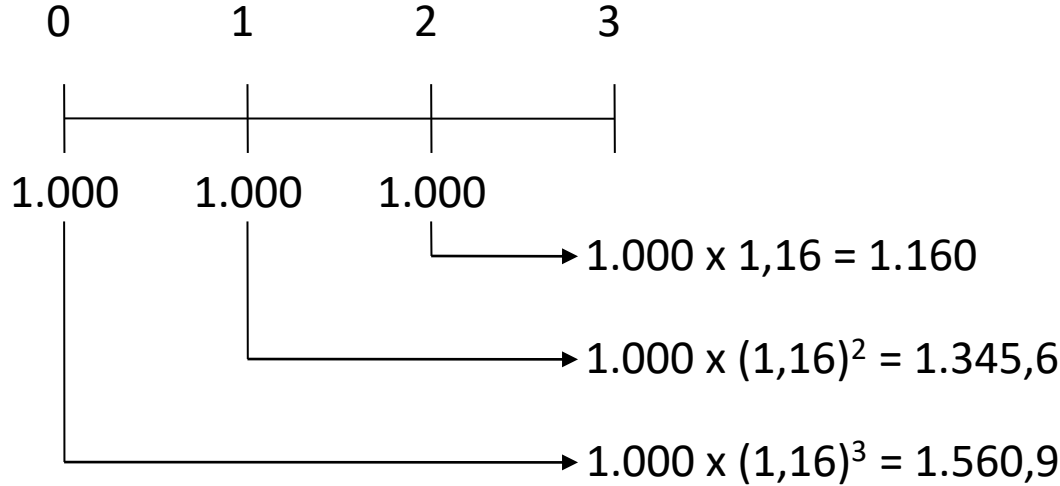 0 1 2 3
1.000 1.000 1.000
1.000 x 1,16 = 1.160
1.000 x (1,16)² = 1.345,6
1.000 x (1,16)³ = 1.560,9